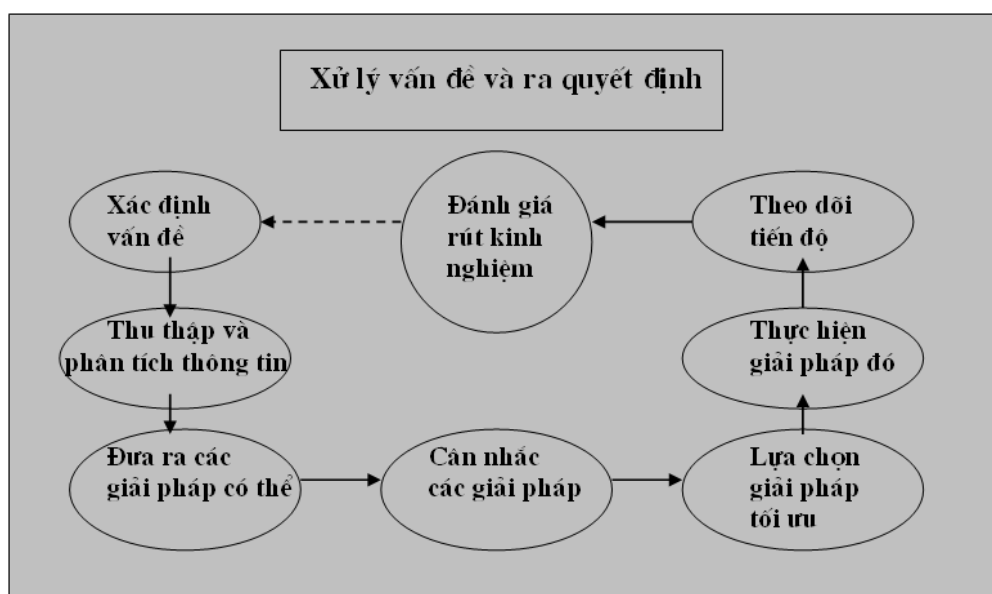 Xử lý vấn đề và ra quyết định
Xác định
vấn đề
Đánh giá
rút kinh
nghiệm
Theo dõi
tiến độ
Thu thập và
phân tích thông tin
Thực hiện
giải pháp đó
Đưa ra các
giải pháp có thể
Cân nhắc
các giải pháp
Lựa chọn
giải pháp
tối ưu